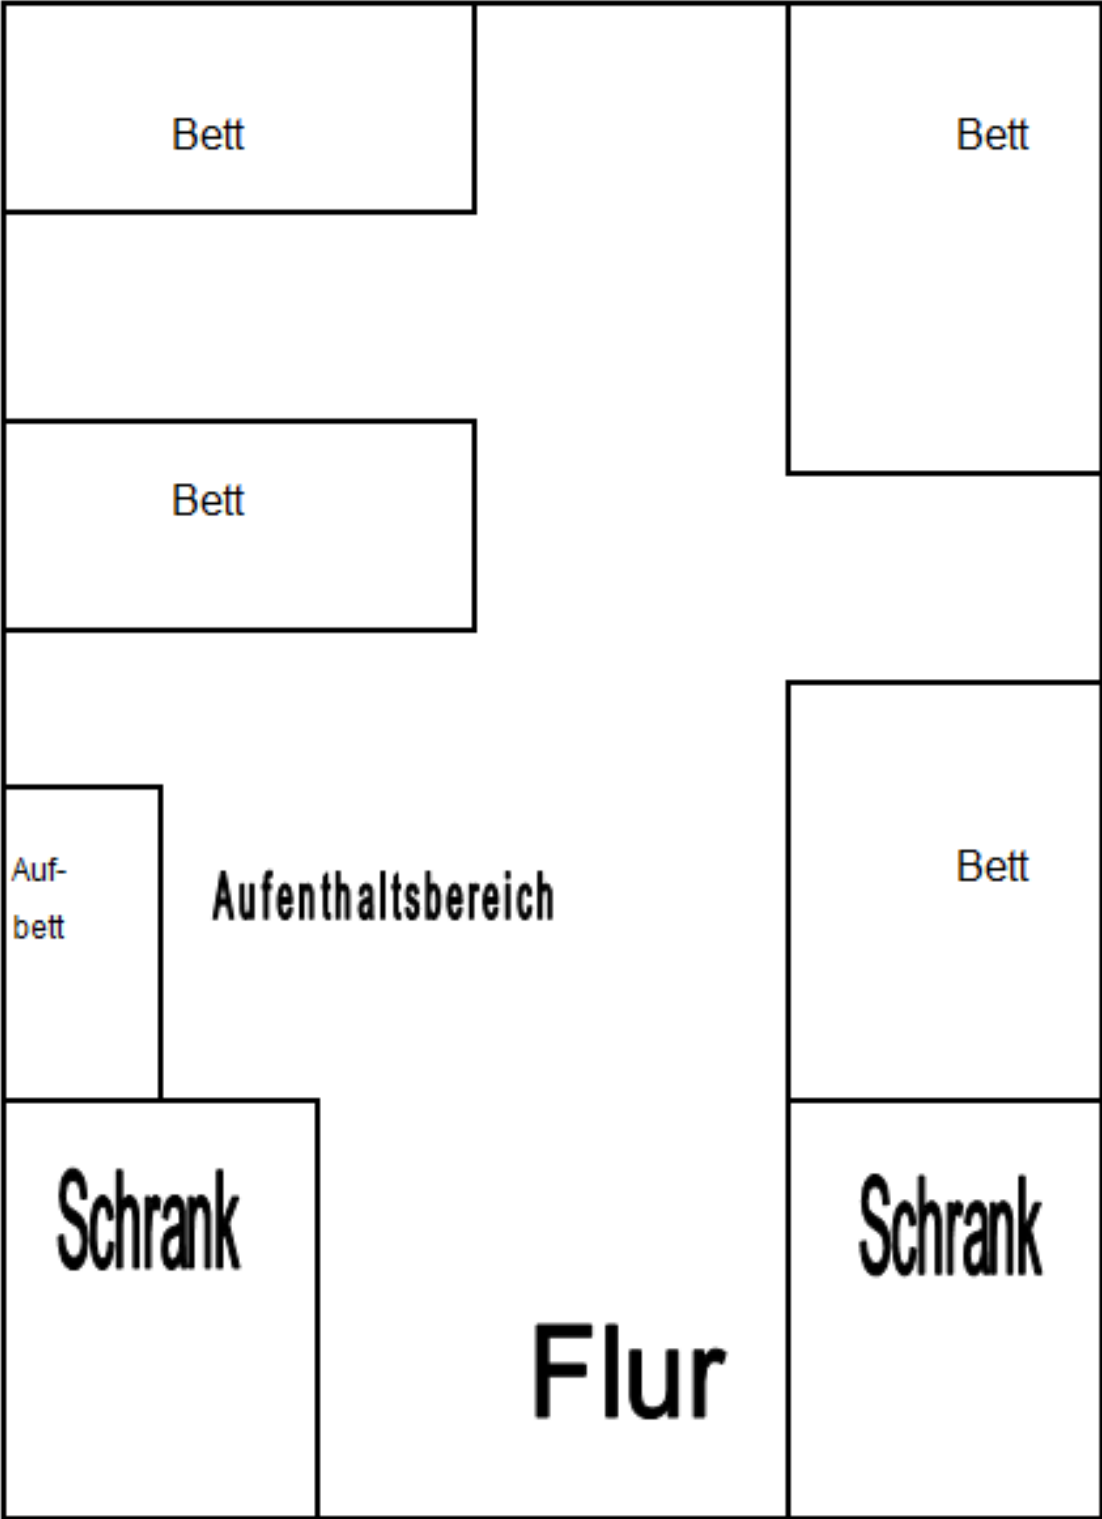 Bett
Bett
Bett
Auf-
bett
Aufenthaltsbereich
Bett
Schrank
Schrank
Flur